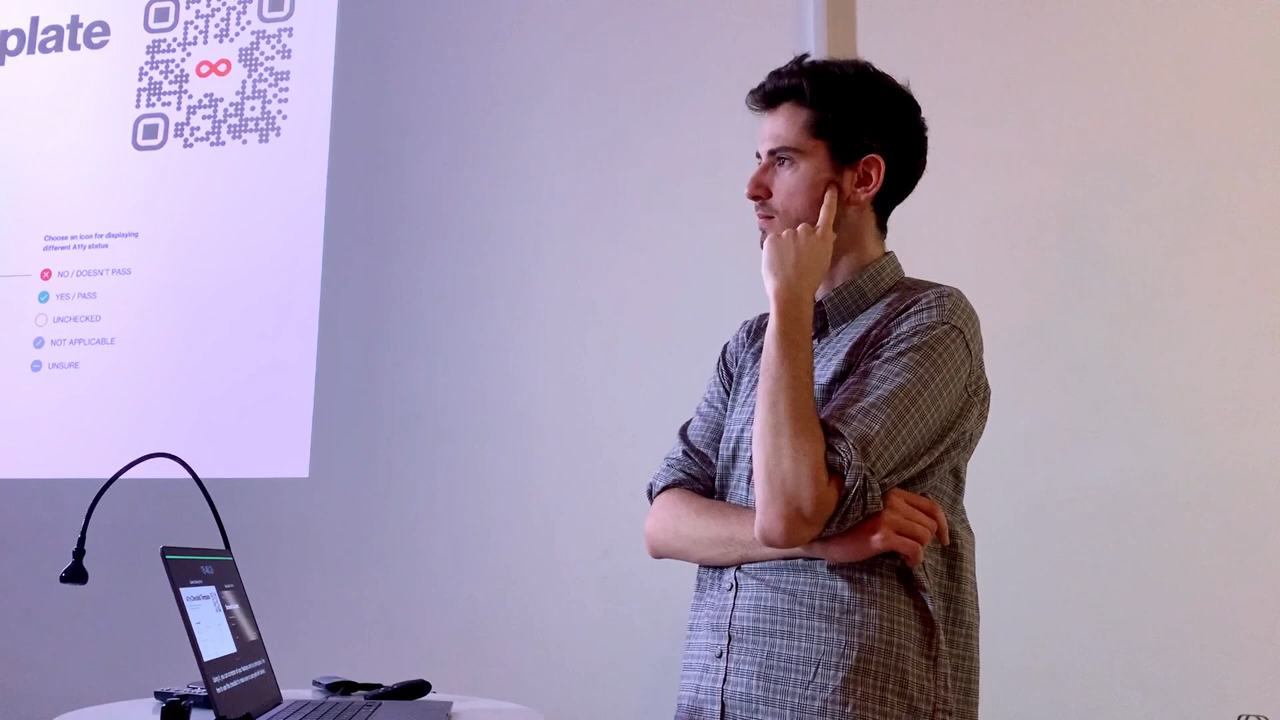 plate
Choose an icon for displaying
different A11y status
NO / DOESN'T PASS
YES / PASS
UNCHECKED
NOT APPLICABLE
UNSURE